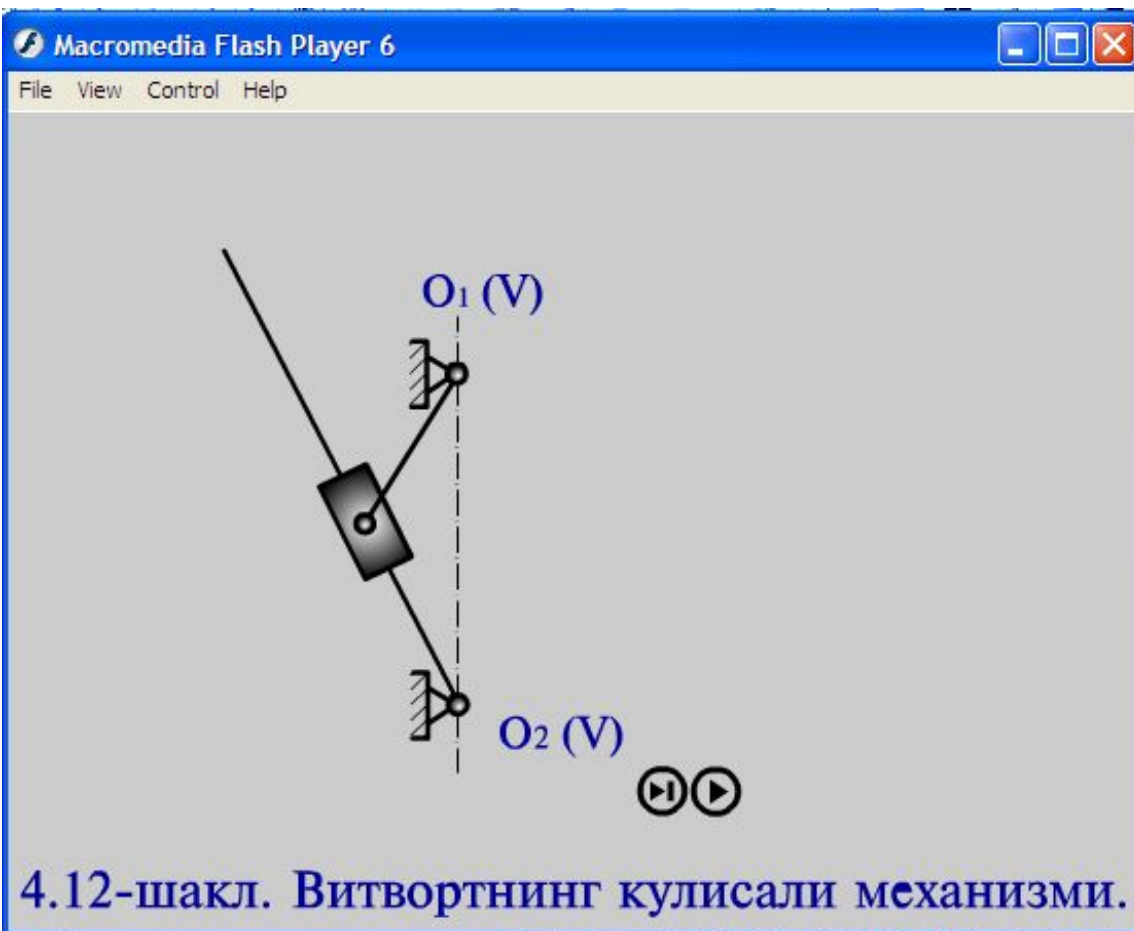 Macromedia Flash Player 6
File View Control Help
O1 (V)
O2 (V)
4.12-шакл. Витвортнинг кулисали механизми.